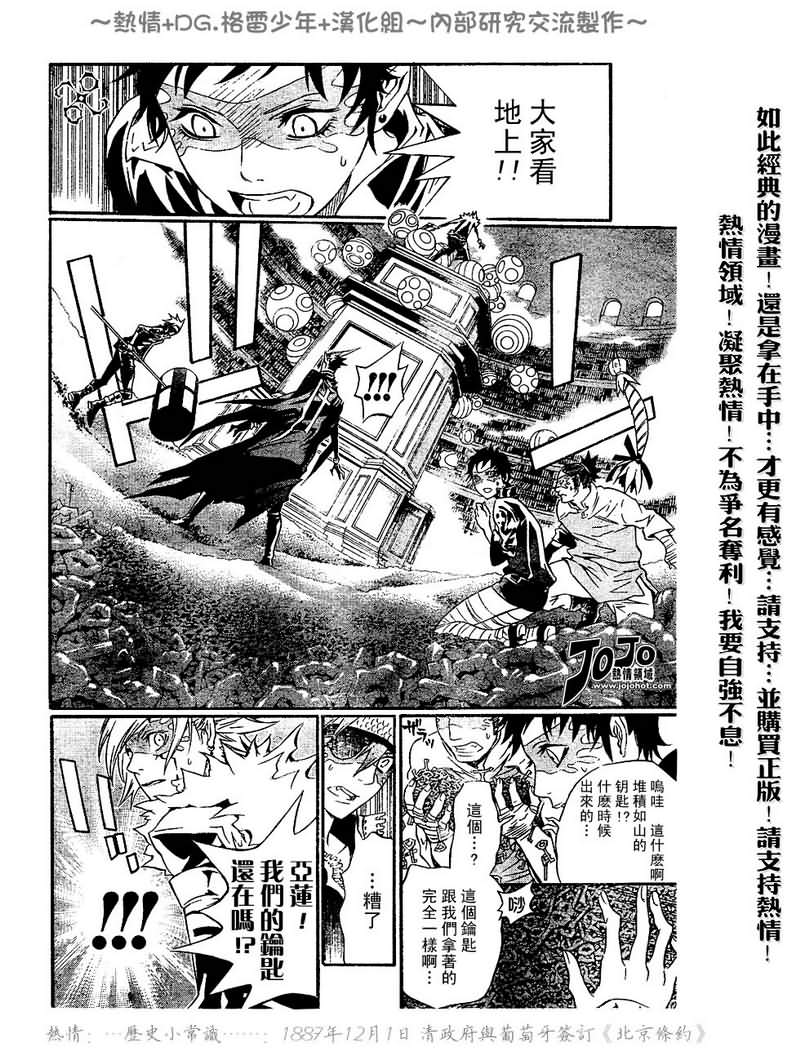 ～熱情+DG.格雷少年+漢化組～內部研究交流製作～
如此經典的漫畫！還是拿在手中…才更有感覺…請支持…並購買正版！請支持熱情！
熱情領域！凝聚熱情！不為爭名奪利！我要自強不息！
大家看
地上!!
!!!
JOJO
熱情領域
www.jojohot.com
嗚哇 這什麼啊
堆積如山的
鑰匙!?
什麼時候
出來的…
ザラ
這個…?
這個鑰匙
跟我們拿著的
完全一樣啊…
唦
…糟了
亞蓮！
我們的鑰匙
還在嗎!?
!!!
熱情：…歷史小常識……：1887年12月1日 清政府與葡萄牙簽訂《北京條約》